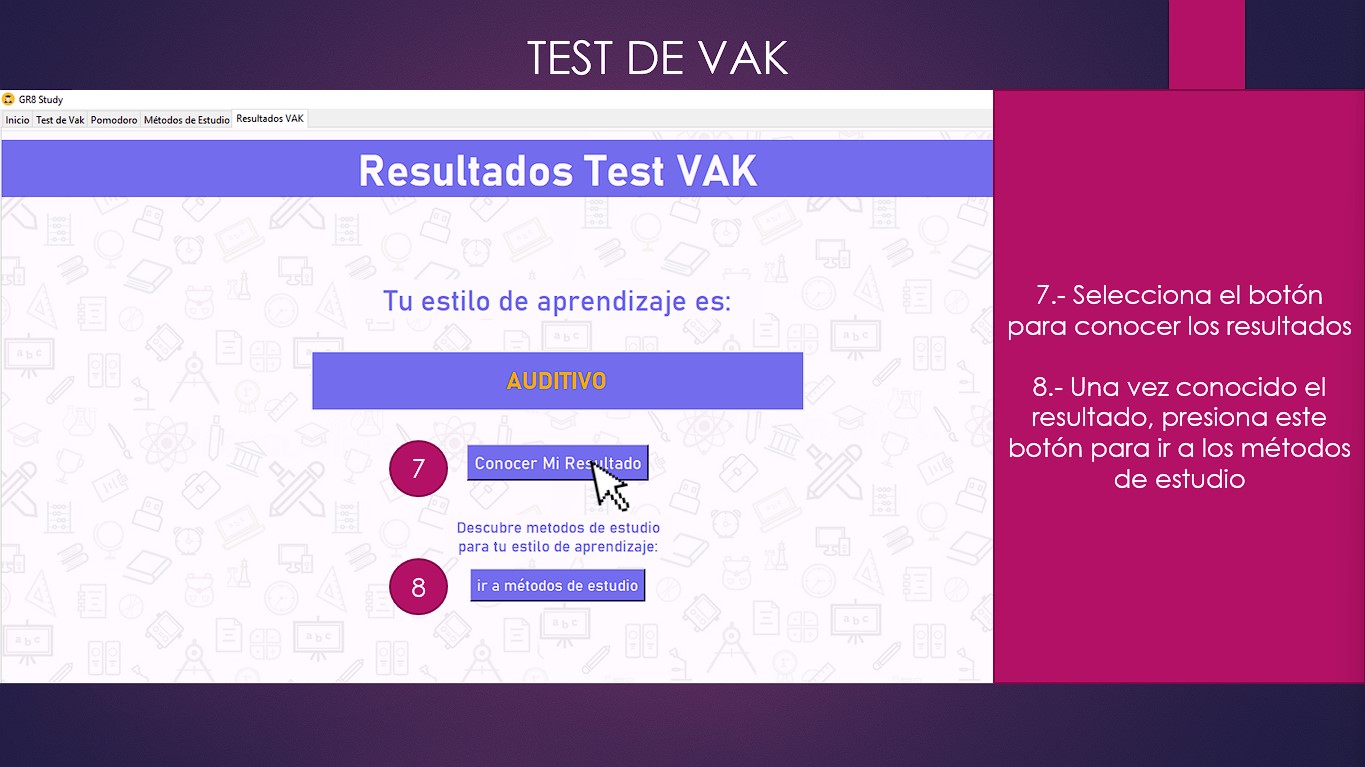 TEST DE VAK
GR8 Study
Inicio Test de Vak Pomodoro Métodos de Estudio Resultados VAK
Resultados Test VAK
Tu estilo de aprendizaje es:
AUDITIVO
7
Conocer Mi Resultado
Descubre metodos de estudio
para tu estilo de aprendizaje:
8
ir a métodos de estudio
7.- Selecciona el botón
para conocer los resultados
8.- Una vez conocido el
resultado, presiona este
botón para ir a los métodos
de estudio